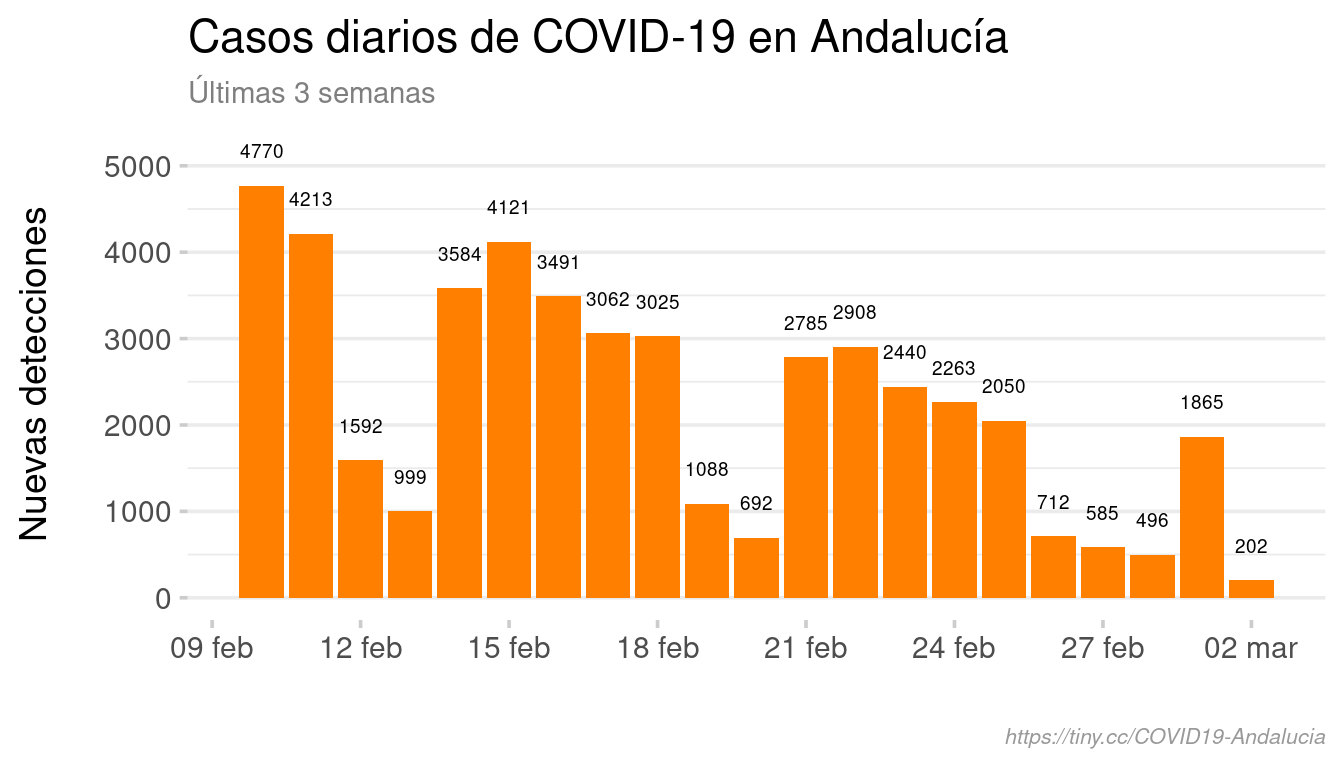 Casos diarios de COVID-19 en Andalucía
Últimas 3 semanas
Nuevas detecciones
5000
4000
3000
2000
1000
0
4770
4213
1592
999
3584
4121
3491
3062
3025
1088
692
2785
2908
2440
2263
2050
712
585
496
1865
202
09 feb
12 feb
15 feb
18 feb
21 feb
24 feb
27 feb
02 mar
https://tiny.cc/COVID19-Andalucia